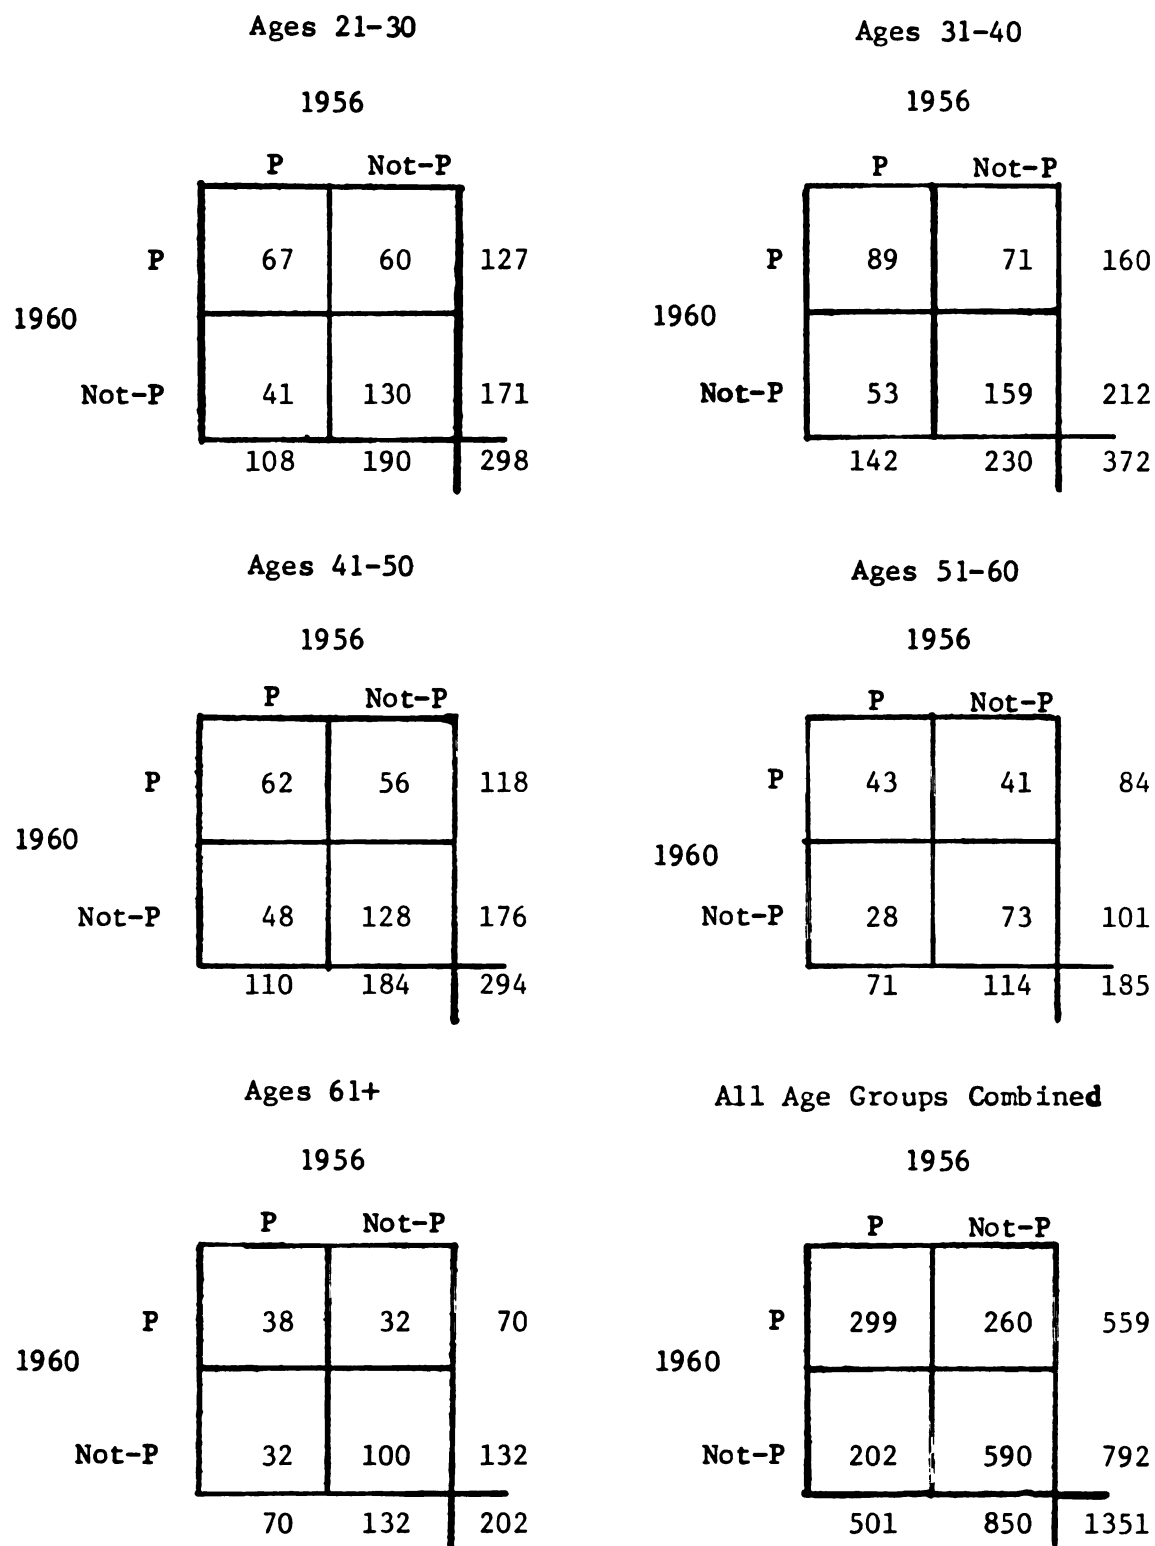 Ages 21-30
1956
P Not-P
P 67 60 127
1960
Not-P 41 130 171
108 190 298
Ages 31-40
1956
P Not-P
P 89 71 160
1960
Not-P 53 159 212
142 230 372
Ages 41-50
1956
P Not-P
P 62 56 118
1960
Not-P 48 128 176
110 184 294
Ages 51-60
1956
P Not-P
P 43 41 84
1960
Not-P 28 73 101
71 114 185
Ages 61+
1956
P Not-P
P 38 32 70
1960
Not-P 32 100 132
70 132 202
All Age Groups Combined
1956
P Not-P
P 299 260 559
1960
Not-P 202 590 792
501 850 1351